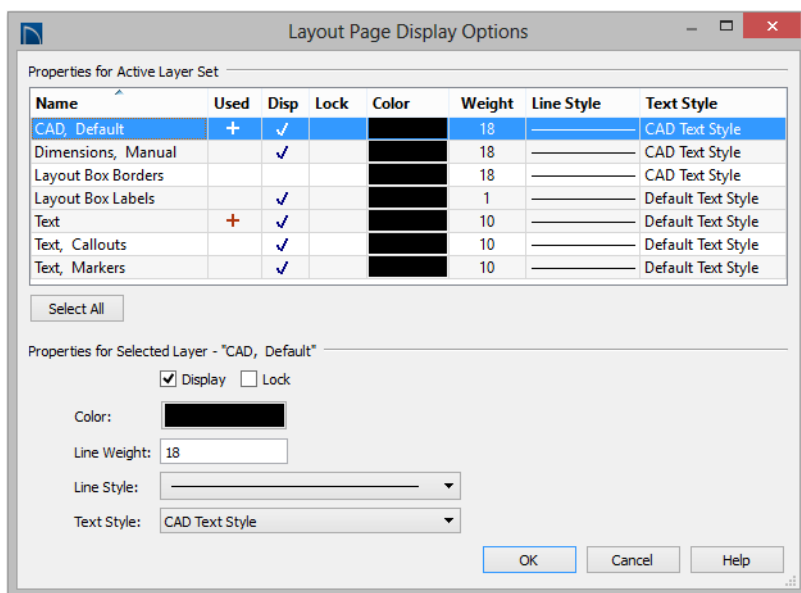 Layout Page Display Options
Properties for Active Layer Set
Name Used Disp Lock Color Weight Line Style Text Style
CAD, Default 18 CAD Text Style
Dimensions, Manual 18 CAD Text Style
Layout Box Borders 18 CAD Text Style
Layout Box Labels 1 Default Text Style
Text 10 Default Text Style
Text, Callouts 10 Default Text Style
Text, Markers 10 Default Text Style
Select All
Properties for Selected Layer - "CAD, Default"
Display Lock
Color:
Line Weight: 18
Line Style:
Text Style: CAD Text Style
OK Cancel Help